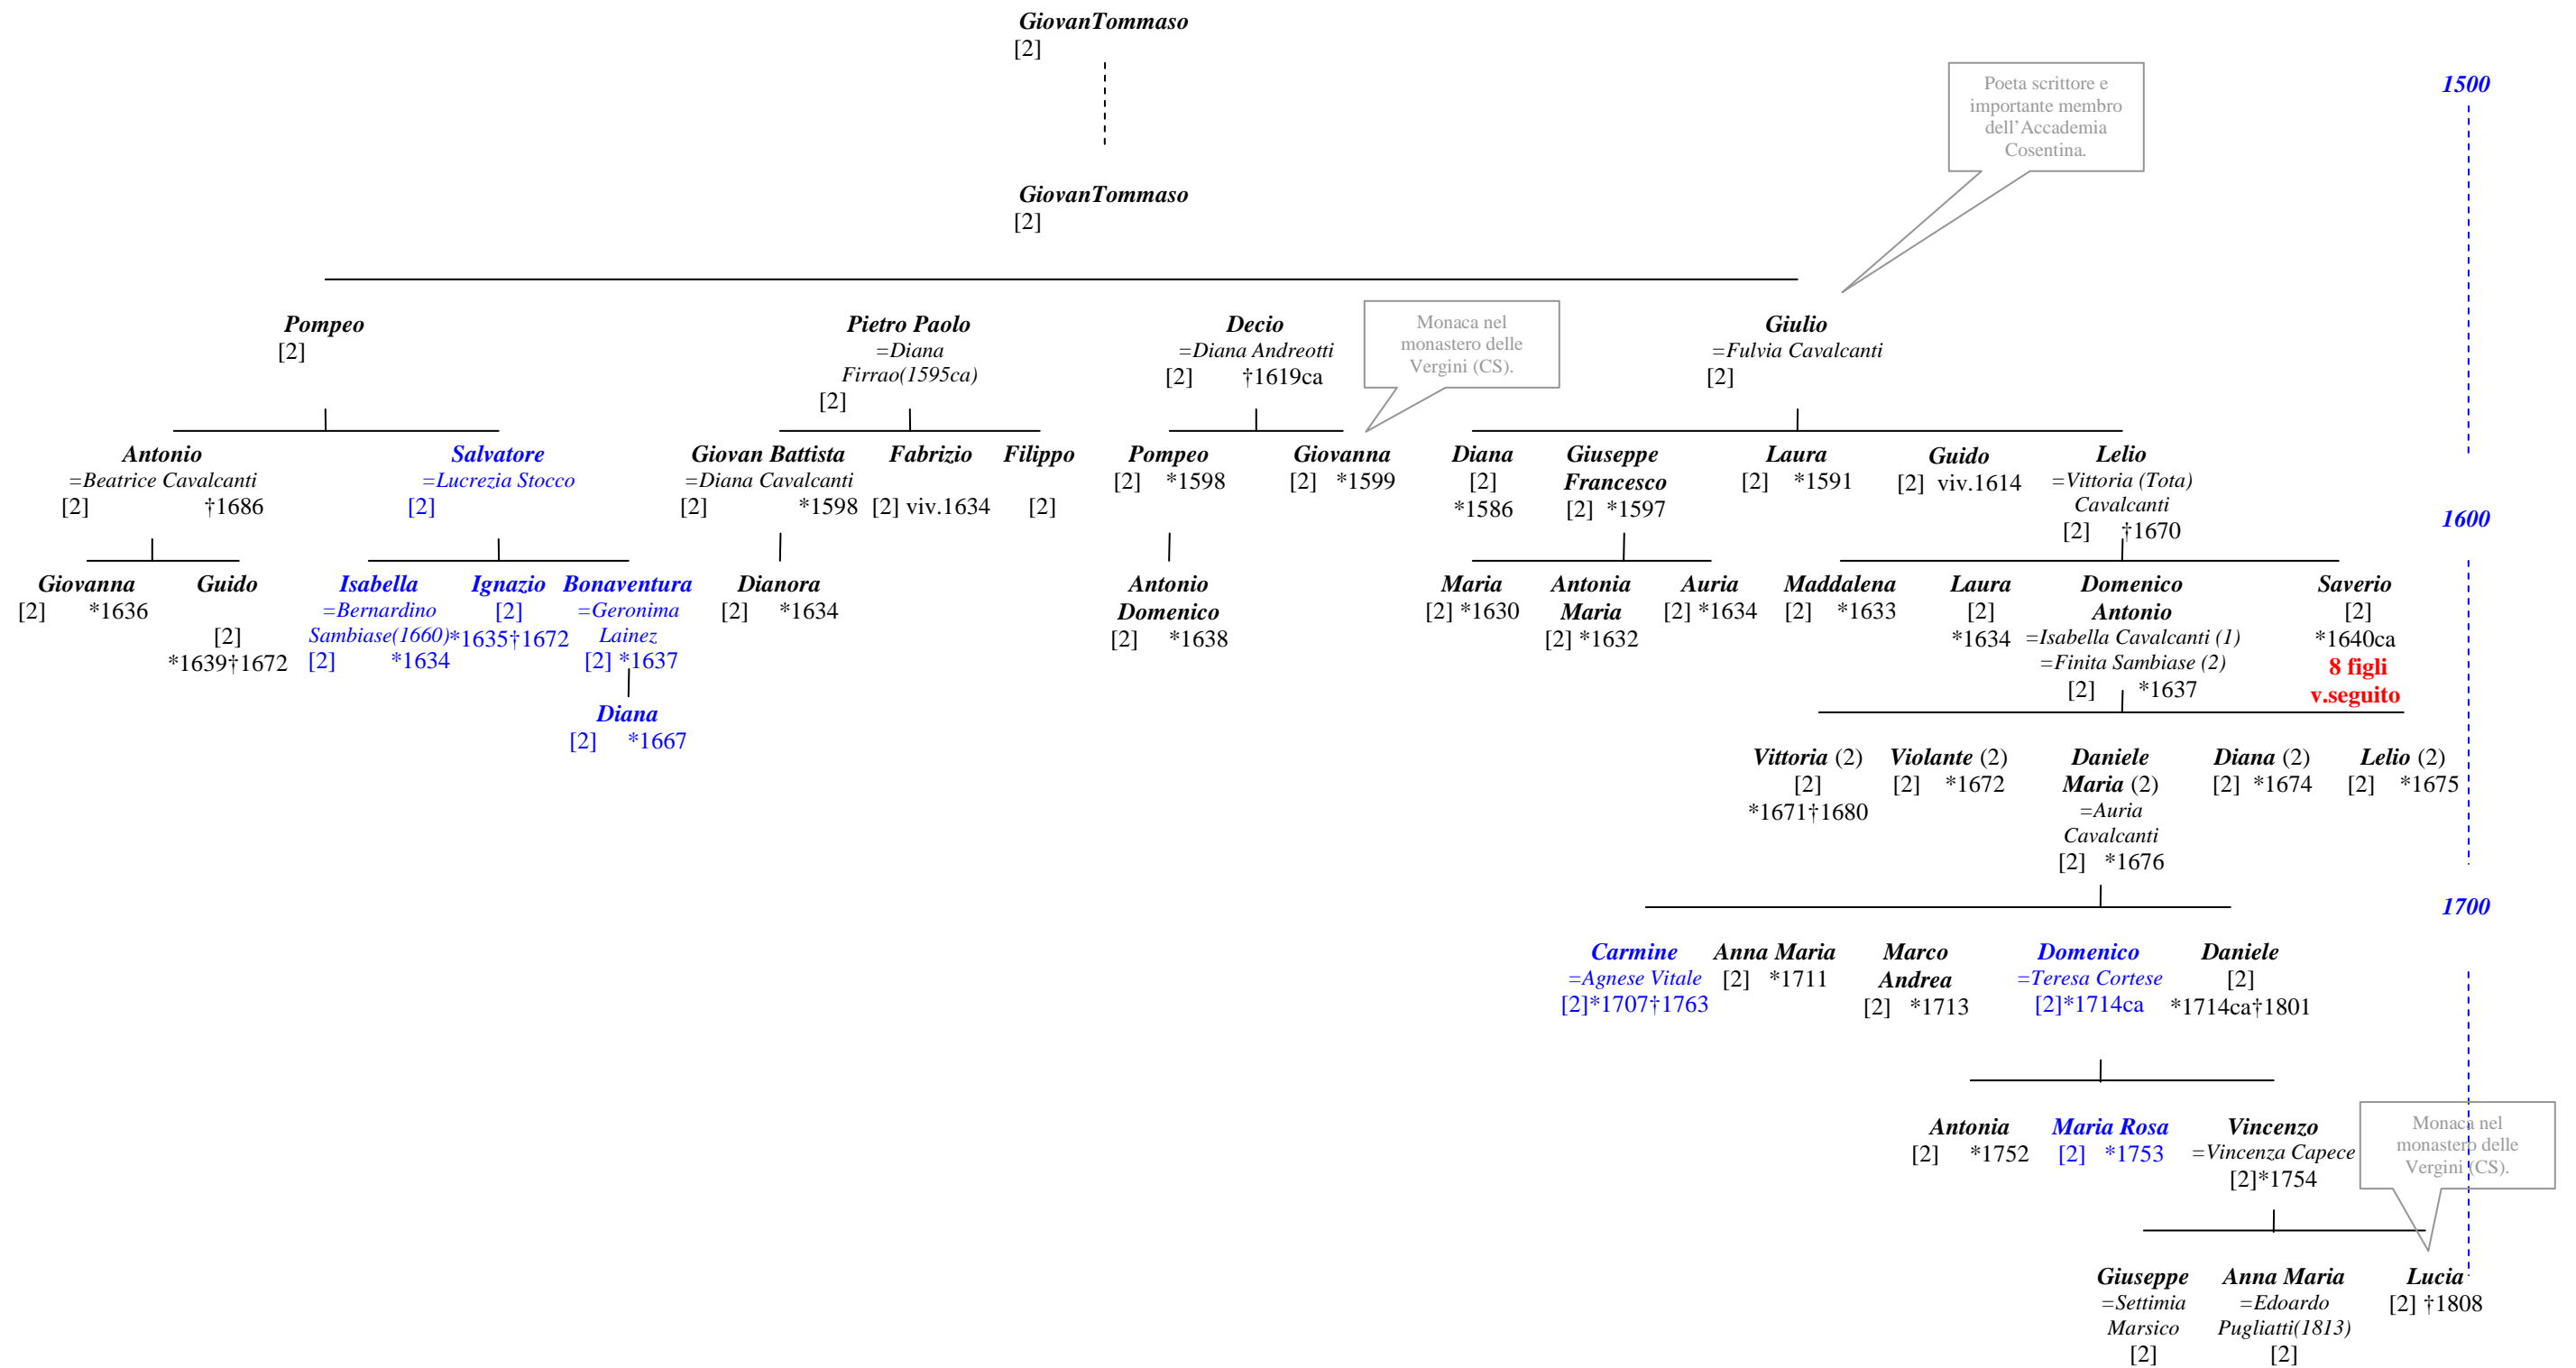 GiovanTommaso
[2]
1500
Poeta scrittore e
importante membro
dell'Accademia
Cosentina.
GiovanTommaso
[2]
Pompeo
[2]
Pietro Paolo
=Diana
Firrao(1595ca)
[2]
Decio
=Diana Andreotti
[2] †1619ca
Monaca nel
monastero delle
Vergini (CS).
Giulio
=Fulvia Cavalcanti
[2]
Antonio
=Beatrice Cavalcanti
[2] †1686
Salvatore
=Lucrezia Stocco
[2]
Giovan Battista
=Diana Cavalcanti
[2] *1598
Fabrizio
[2] viv.1634
Filippo
[2]
Pompeo
[2] *1598
Giovanna
[2] *1599
Diana
[2]
*1586
Giuseppe
Francesco
[2] *1597
Laura
[2] *1591
Guido
[2] viv.1614
Lelio
=Vittoria (Tota)
Cavalcanti
[2] †1670
1600
Giovanna
[2] *1636
Guido
[2]
*1639†1672
Isabella
=Bernardino
Sambiase(1660)
[2] *1634
Ignazio
[2]
*1635†1672
Bonaventura
=Geronima
Lainez
[2] *1637
Diana
[2] *1667
Dianora
[2] *1634
Antonio
Domenico
[2] *1638
Maria
[2] *1630
Antonia
Maria
[2] *1632
Auria
[2] *1634
Maddalena
[2] *1633
Laura
[2]
*1634
Domenico
Antonio
=Isabella Cavalcanti (1)
=Finita Sambiase (2)
[2] *1637
Saverio
[2]
*1640ca
8 figli
v.seguito
Vittoria (2)
[2]
*1671†1680
Violante (2)
[2] *1672
Daniele
Maria (2)
=Auria
Cavalcanti
[2] *1676
Diana (2)
[2] *1674
Lelio (2)
[2] *1675
1700
Carmine
=Agnese Vitale
[2]*1707†1763
Anna Maria
[2] *1711
Marco
Andrea
[2] *1713
Domenico
=Teresa Cortese
[2]*1714ca
Daniele
[2]
*1714ca†1801
Antonia
[2] *1752
Maria Rosa
[2] *1753
Vincenzo
=Vincenza Capece
[2]*1754
Monaca nel
monastero delle
Vergini (CS).
Giuseppe
=Settimia
Marsico
[2]
Anna Maria
=Edoardo
Pugliatti(1813)
[2]
Lucia
[2] †1808